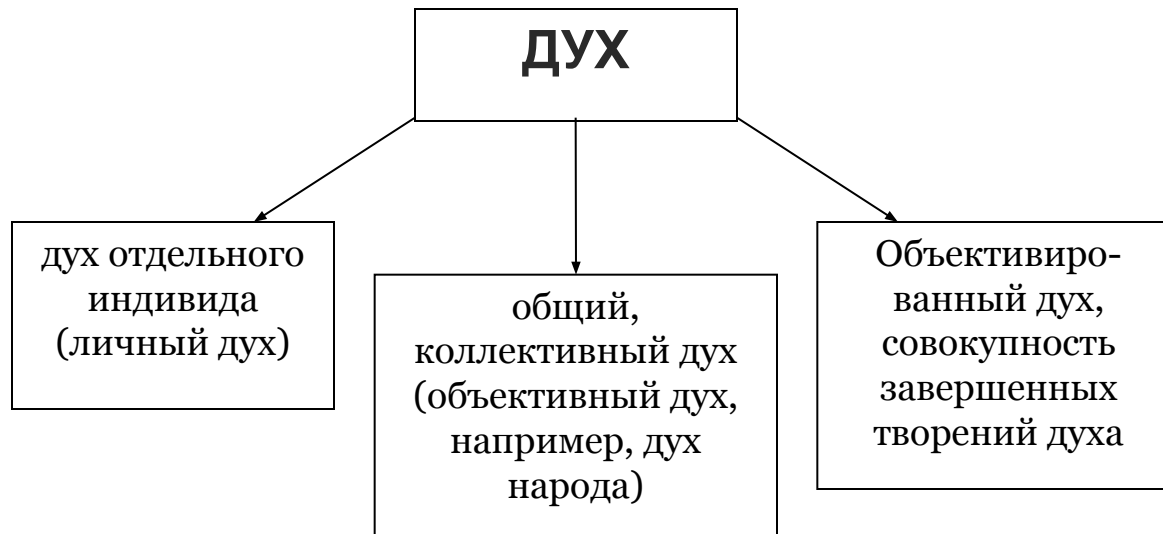 ДУХ
дух отдельного
индивида
(личный дух)
общий,
коллективный дух
(объективный дух,
например, дух
народа)
Объективиро-
ванный дух,
совокупность
завершенных
творений духа